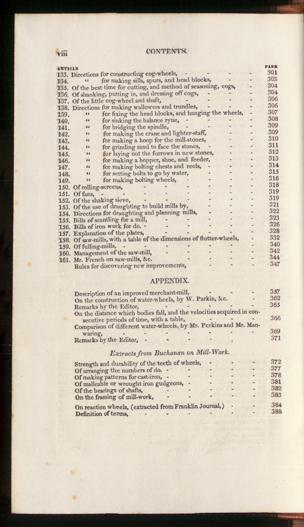 viii CONTENTS.
ARTICLE PAGE
133. Directions for constructing cog-wheels, - - - - 301
134. " for making sills, spurs, and head blocks, - 303
135. Of the best time for cutting, and method of seasoning, cogs, - 304
136. Of shanking, putting in, and dressing off cogs, - - 304
137. Of the little cog-wheel and shaft, - - - - 306
138. Directions for making wallowers and trundles, - - - 306
139. " for fixing the head blocks, and hanging the wheels, - 307
140. " for sinking the balance ryne, - - - 308
141. " for bridging the spindle, - - - - 309
142. " for making the crane and lighter-staff, - - 309
143. " for making a hoop for the mill-stones, - - 310
144. " for grinding sand to face the stones, - - 311
145. " for laying out the furrows in new stones, - 312
146. " for making a hopper, shoe, and feeder, - - 313
147. " for making bolting chests and reels, - - 314
148. " for setting bolts to go by water, - - - 315
149. " for making bolting wheels, - - - 316
150. Of rolling-screens, - - - - - - 318
151. Of fans, - - - - - - - 319
152. Of the shaking sieve, - - - - - 319
153. Of the use of draughting to build mills by, - - - 321
154. Directions for draughting and planning mills, - - - 322
155. Bills of scantling for a mill, - - - - - 323
156. Bills of iron work for do. - - - - - 326
157. Explanation of the plates, - - - - - 328
158. Of saw-mills, with a table of the dimensions of flutter-wheels, 332
159. Of fulling-mills, - - - - - - 340
160. Management of the saw-mill, - - - - - 342
161. Mr. French on saw-mills, &c. - - - - 344
Rules for discovering new improvements, - - - 347
APPENDIX.
Description of an improved merchant-mill, - - - 357
On the construction of water-wheels, by W. Parkin, &c. - 362
Remarks by the Editor, - - - - - 365
On the distance which bodies fall, and the velocities acquired in con-
secutive periods of time, with a table, - - - 366
Comparison of different water-wheels, by Mr. Perkins and Mr. Man-
waring, - - - - - - - 369
Remarks by the Editor, - - - - - 371
Extracts from Buchanan on Mill-Work.
Strength and durability of the teeth of wheels, - - - 372
Of arranging the numbers of do. - - - - 377
Of making patterns for cast-iron, - - - - 378
Of malleable or wrought iron gudgeons, - - - - 381
Of the bearings of shafts, - - - - - 382
On the framing of mill-work, - - - - 383
On reaction wheels, (extracted from Franklin Journal,) - - 384
Definition of terms, - - - - - - 388